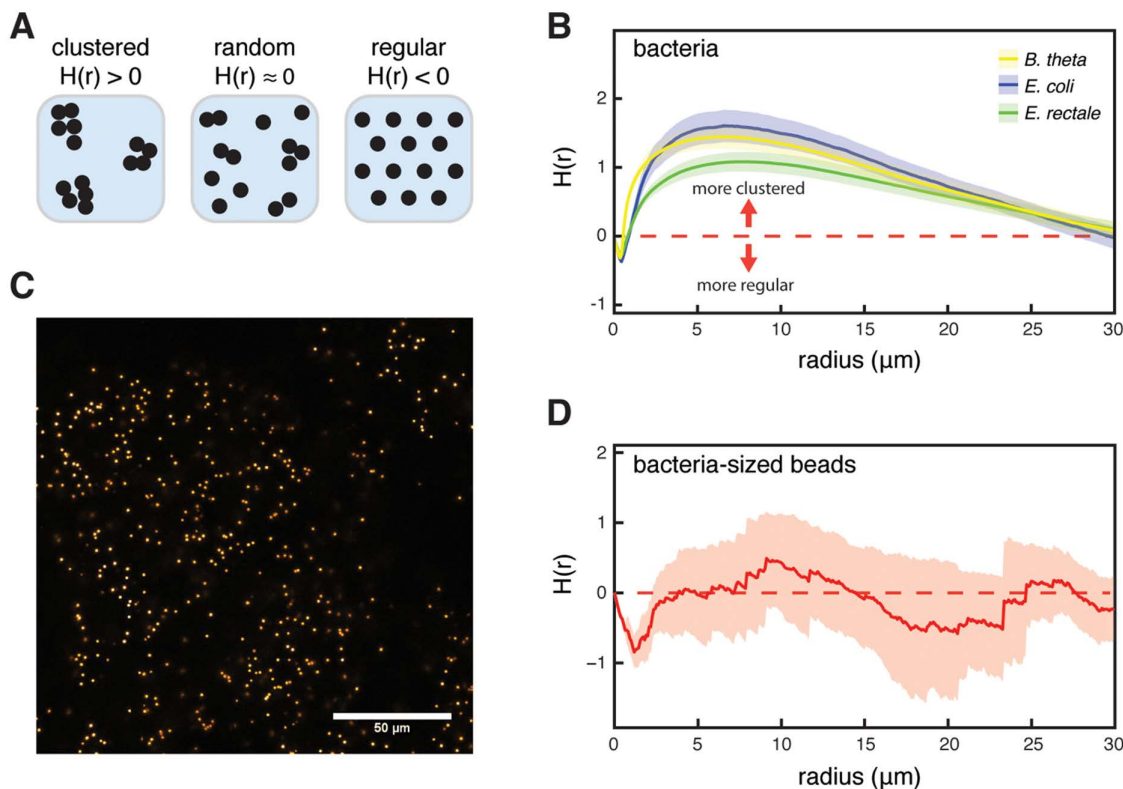 A
clustered
H(r) > 0
random
H(r) ≈ 0
regular
H(r) < 0
B
bacteria
B. theta
E. coli
E. rectale
2
1
0
-1
H(r)
more clustered
more regular
0 5 10 15 20 25 30
radius (µm)
C
50 µm
D
bacteria-sized beads
2
1
0
−1
H(r)
0 5 10 15 20 25 30
radius (µm)